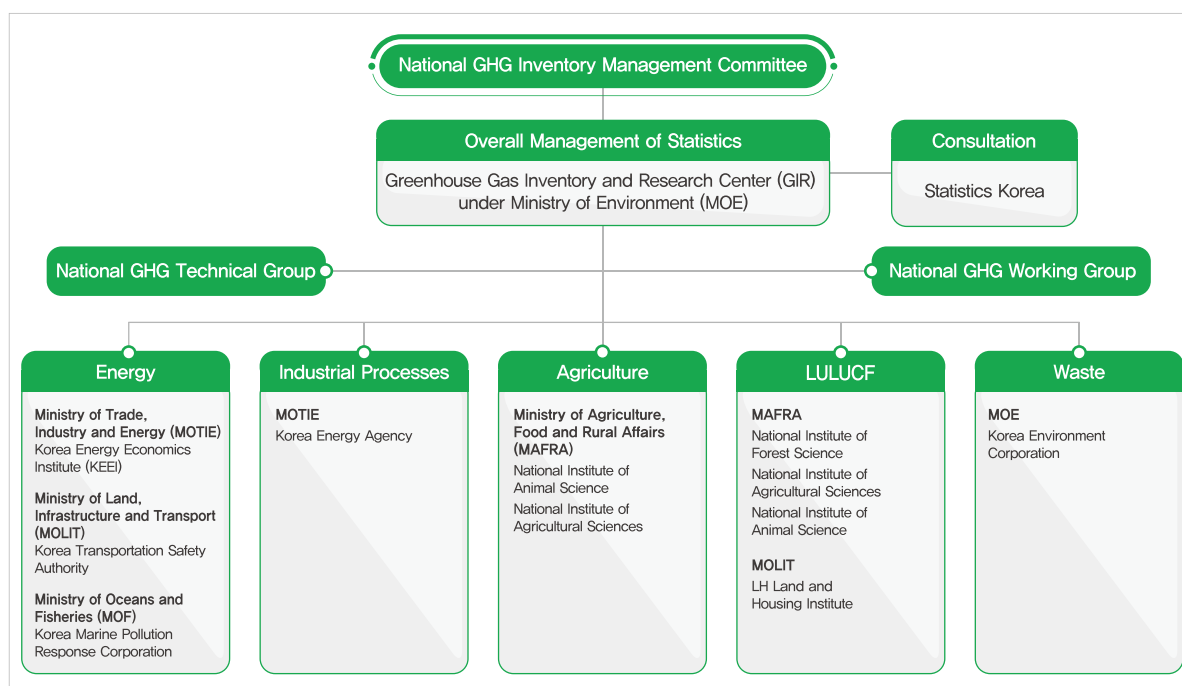 National GHG Inventory Management Committee
Overall Management of Statistics
Greenhouse Gas Inventory and Research Center (GIR)
under Ministry of Environment (MOE)
Consultation
Statistics Korea
National GHG Technical Group
National GHG Working Group
Energy
Ministry of Trade,
Industry and Energy (MOTIE)
Korea Energy Economics
Institute (KEEI)
Ministry of Land,
Infrastructure and Transport
(MOLIT)
Korea Transportation Safety
Authority
Ministry of Oceans and
Fisheries (MOF)
Korea Marine Pollution
Response Corporation
Industrial Processes
MOTIE
Korea Energy Agency
Agriculture
Ministry of Agriculture,
Food and Rural Affairs
(MAFRA)
National Institute of
Animal Science
National Institute of
Agricultural Sciences
LULUCF
MAFRA
National Institute of
Forest Science
National Institute of
Agricultural Sciences
National Institute of
Animal Science
MOLIT
LH Land and
Housing Institute
Waste
MOE
Korea Environment
Corporation